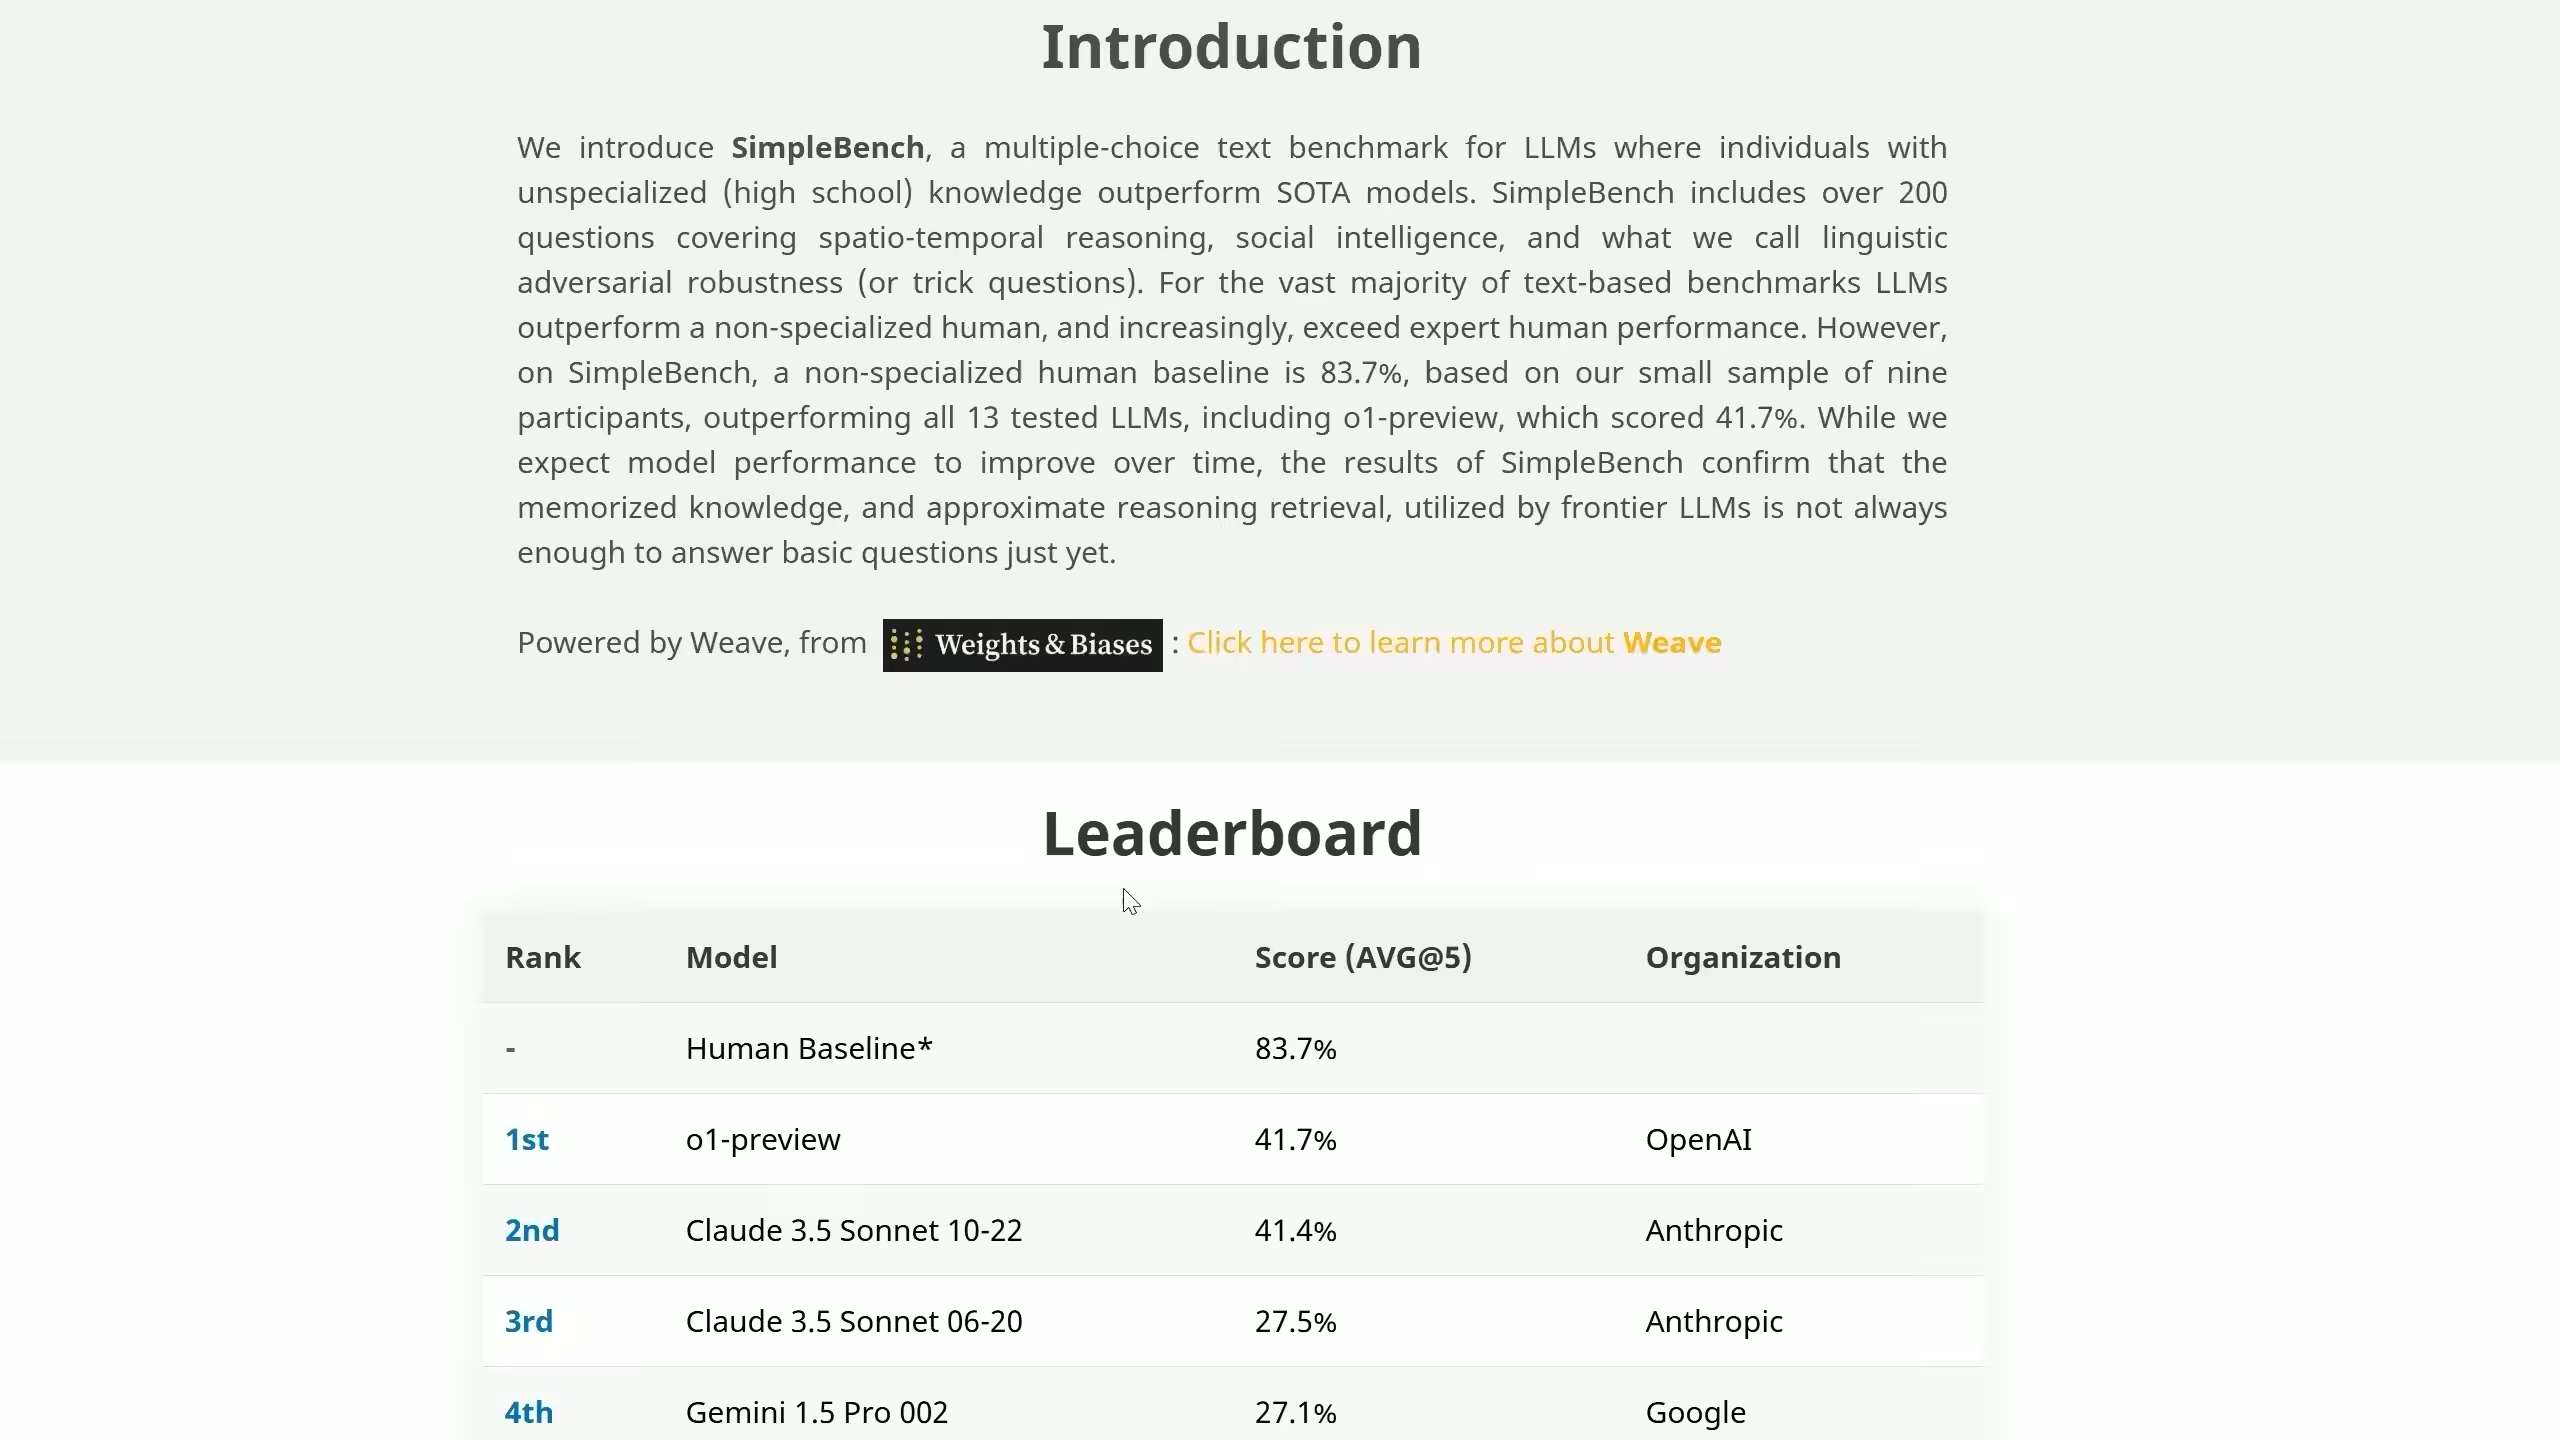 Introduction
We introduce SimpleBench, a multiple-choice text benchmark for LLMs where individuals with
unspecialized (high school) knowledge outperform SOTA models. SimpleBench includes over 200
questions covering spatio-temporal reasoning, social intelligence, and what we call linguistic
adversarial robustness (or trick questions). For the vast majority of text-based benchmarks LLMs
outperform a non-specialized human, and increasingly, exceed expert human performance. However,
on SimpleBench, a non-specialized human baseline is 83.7%, based on our small sample of nine
participants, outperforming all 13 tested LLMs, including o1-preview, which scored 41.7%. While we
expect model performance to improve over time, the results of SimpleBench confirm that the
memorized knowledge, and approximate reasoning retrieval, utilized by frontier LLMs is not always
enough to answer basic questions just yet.
Powered by Weave, from Weights & Biases : Click here to learn more about Weave
Leaderboard
Rank Model Score (AVG@5) Organization
- Human Baseline* 83.7%
1st o1-preview 41.7% OpenAI
2nd Claude 3.5 Sonnet 10-22 41.4% Anthropic
3rd Claude 3.5 Sonnet 06-20 27.5% Anthropic
4th Gemini 1.5 Pro 002 27.1% Google